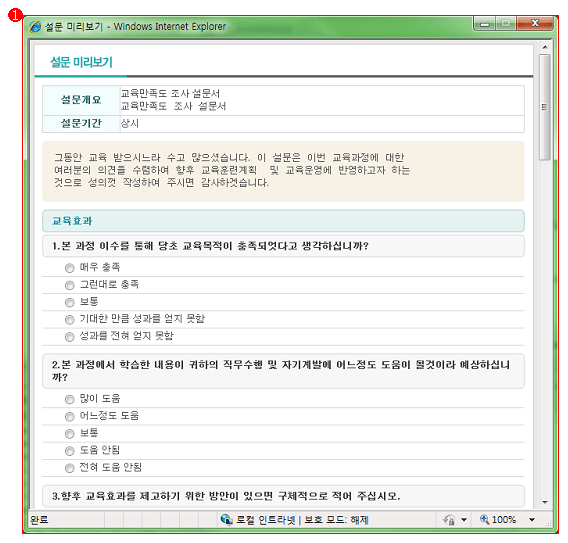 1
설문 미리보기 - Windows Internet Explorer
설문 미리보기
설문개요
교육만족도 조사 설문서
교육만족도 조사 설문서
설문기간
상시
그동안 교육 받으시느라 수고 많으셨습니다. 이 설문은 이번 교육과정에 대한
여러분의 의견을 수렴하여 향후 교육훈련계획 및 교육운영에 반영하고자 하는
것으로 성의껏 작성하여 주시면 감사하겠습니다.
교육효과
1.본 과정 이수를 통해 당초 교육목적이 충족되었다고 생각하십니까?
매우 충족
그런대로 충족
보통
기대한 만큼 성과를 얻지 못함
성과를 전혀 얻지 못함
2.본 과정에서 학습한 내용이 귀하의 직무수행 및 자기계발에 어느정도 도움이 될것이라 예상하십니
까?
많이 도움
어느정도 도움
보통
도움 안됨
전혀 도움 안됨
3.향후 교육효과를 제고하기 위한 방안이 있으면 구체적으로 적어 주십시오.
완료
로컬 인트라넷 | 보호 모드: 해제
100%